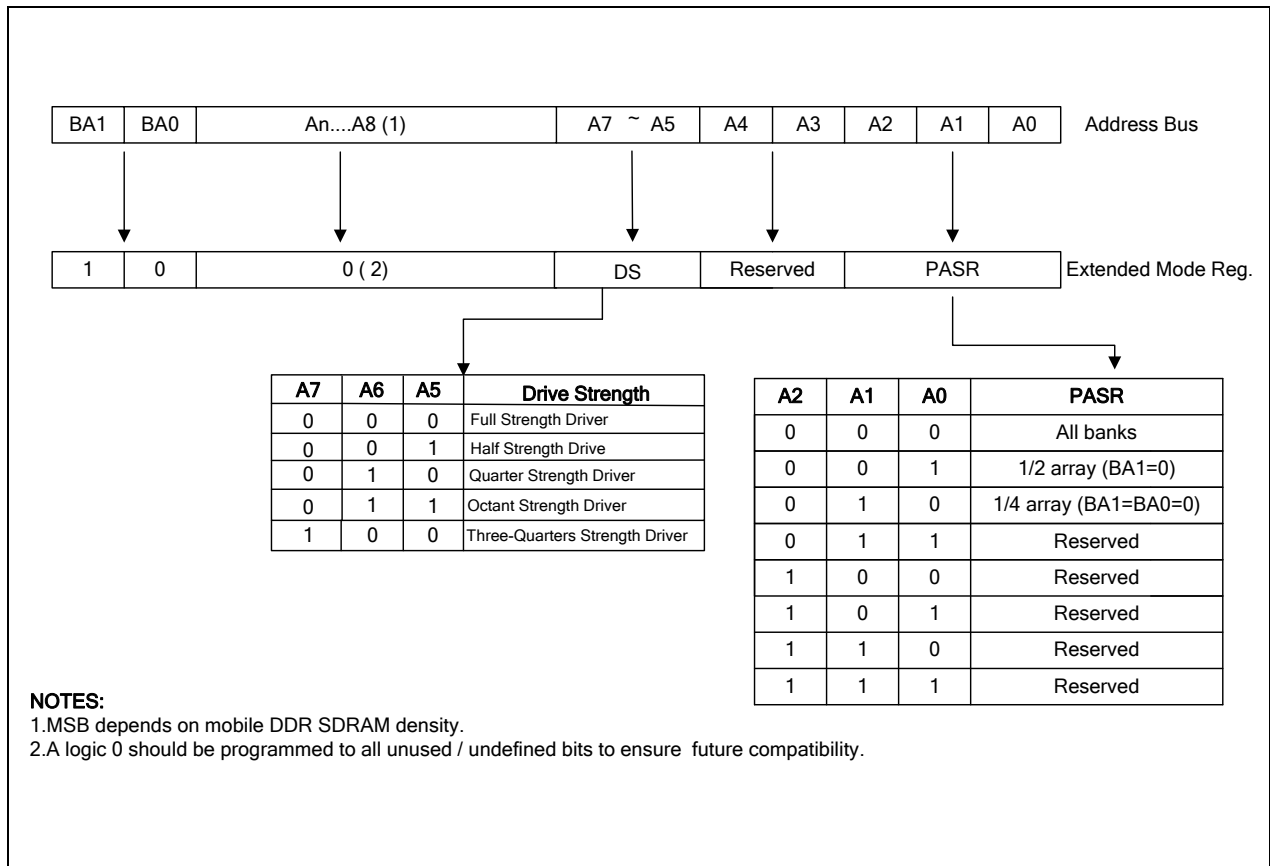 BA1 BA0 An....A8 (1) A7 ~ A5 A4 A3 A2 A1 A0 Address Bus
1 0 0 ( 2) DS Reserved PASR Extended Mode Reg.
A7 A6 A5 Drive Strength
0 0 0 Full Strength Driver
0 0 1 Half Strength Drive
0 1 0 Quarter Strength Driver
0 1 1 Octant Strength Driver
1 0 0 Three-Quarters Strength Driver
A2 A1 A0 PASR
0 0 0 All banks
0 0 1 1/2 array (BA1=0)
0 1 0 1/4 array (BA1=BA0=0)
0 1 1 Reserved
1 0 0 Reserved
1 0 1 Reserved
1 1 0 Reserved
1 1 1 Reserved
NOTES:
1.MSB depends on mobile DDR SDRAM density.
2.A logic 0 should be programmed to all unused / undefined bits to ensure future compatibility.